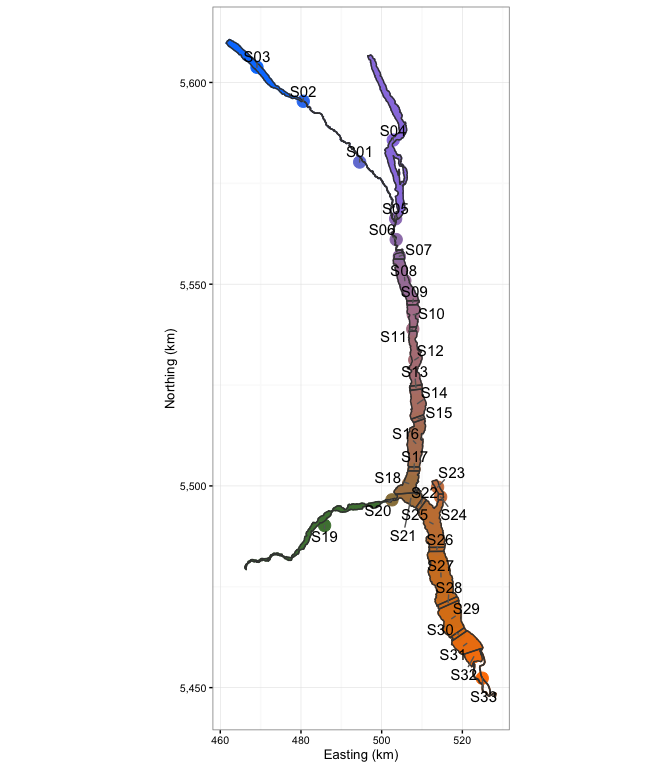 S03
5,600
S02
S04
S01
S05
S06
S07
S08
5,550
S09
S10
S11
S12
S13
S14
S15
S16
S17
S23
S18
5,500
S22
S20
S25
S24
S19
S21
S26
S27
S28
S29
S30
S31
S32
5,450
S33
460
480
500
520
Easting (km)
Northing (km)